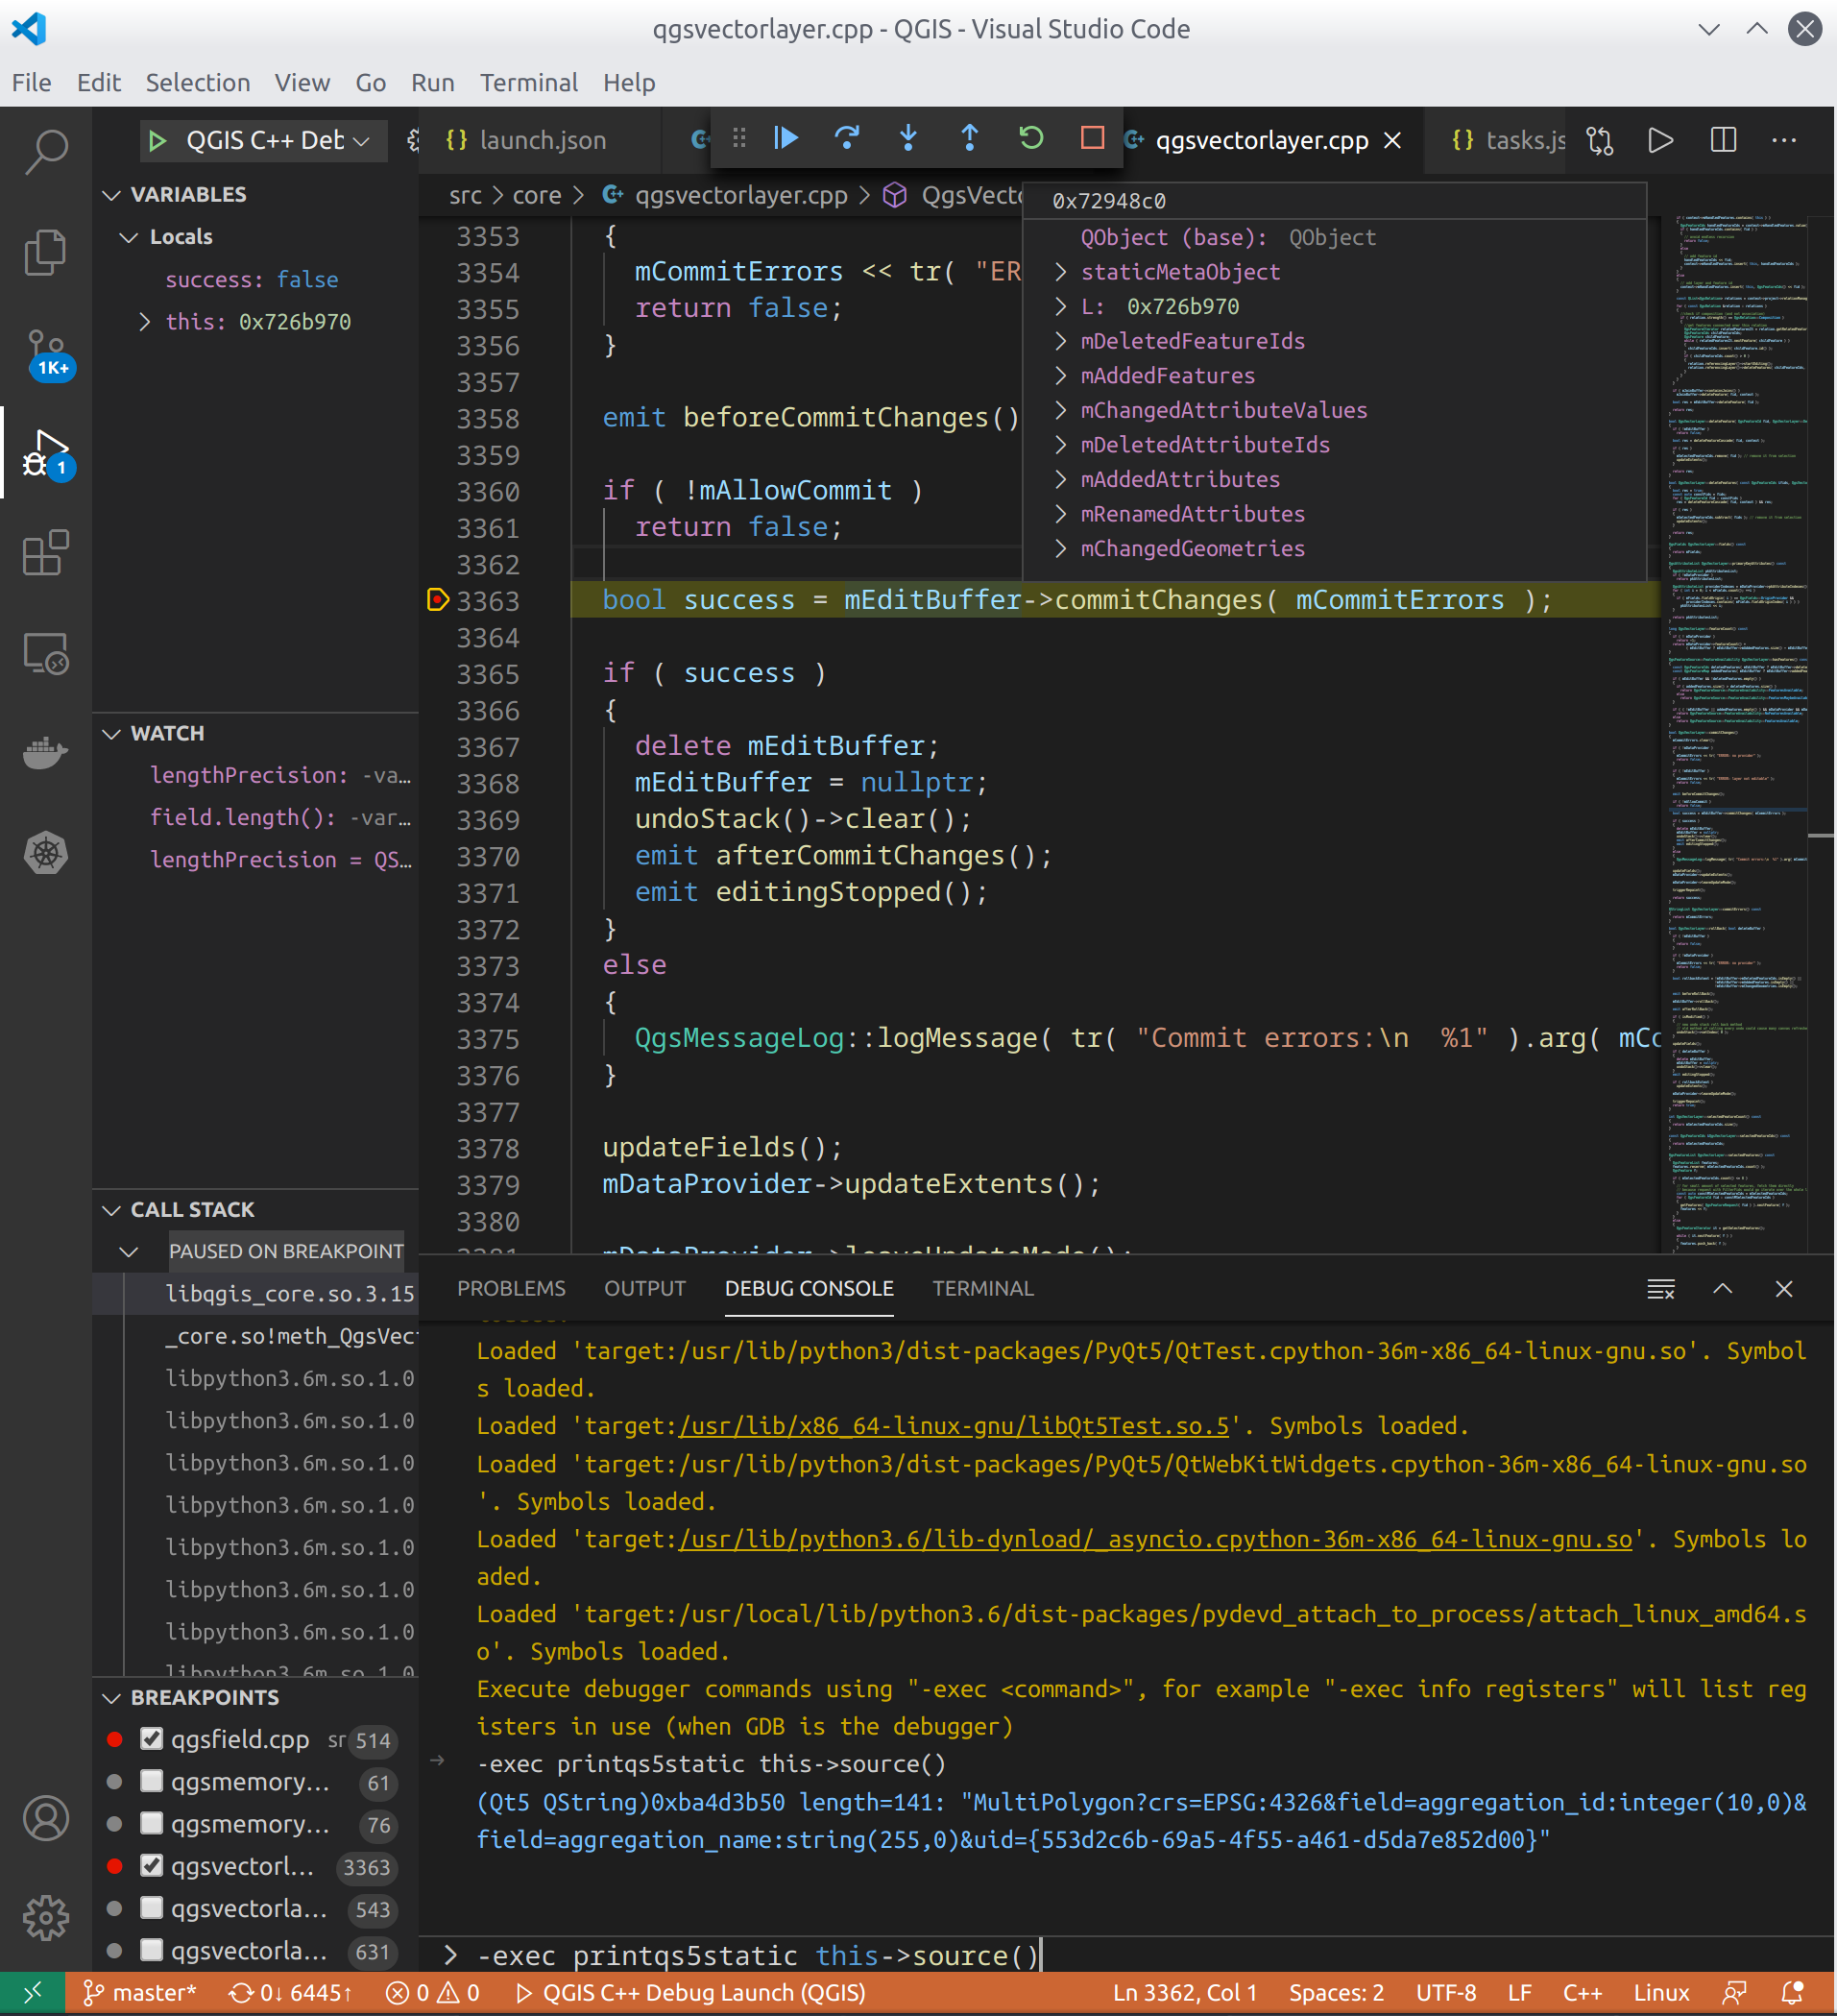 qgsvectorlayer.cpp - QGIS - Visual Studio Code
File Edit Selection View Go Run Terminal Help
QGIS C++ Deb
launch.json
qgsvectorlayer.cpp
tasks.js
src > core > qgsvectorlayer.cpp > QgsVect
VARIABLES
Locals
success: false
this: 0x726b970
1K+
1
WATCH
lengthPrecision: -va…
field.length(): -var…
lengthPrecision = QS…
CALL STACK
PAUSED ON BREAKPOINT
libqgis_core.so.3.15
_core.so!meth_QgsVec
libpython3.6m.so.1.0
libpython3.6m.so.1.0
libpython3.6m.so.1.0
libpython3.6m.so.1.0
libpython3.6m.so.1.0
libpython3.6m.so.1.0
libpython3.6m.so.1.0
libpython3.6m.so.1.0
BREAKPOINTS
qgsfield.cpp sr 514
qgsmemory… 61
qgsmemory… 76
qgsvectorl… 3363
qgsvectorla… 543
qgsvectorla… 631
0x72948c0
QObject (base): QObject
staticMetaObject
L: 0x726b970
mDeletedFeatureIds
mAddedFeatures
mChangedAttributeValues
mDeletedAttributeIds
mAddedAttributes
mRenamedAttributes
mChangedGeometries
3353 {
3354 mCommitErrors << tr( "ER
3355 return false;
3356 }
3357
3358 emit beforeCommitChanges()
3359
3360 if ( !mAllowCommit )
3361 return false;
3362
3363 bool success = mEditBuffer->commitChanges( mCommitErrors );
3364
3365 if ( success )
3366 {
3367 delete mEditBuffer;
3368 mEditBuffer = nullptr;
3369 undoStack()->clear();
3370 emit afterCommitChanges();
3371 emit editingStopped();
3372 }
3373 else
3374 {
3375 QgsMessageLog::logMessage( tr( "Commit errors:\n  %1" ).arg( mCo
3376 }
3377
3378 updateFields();
3379 mDataProvider->updateExtents();
3380
3381 mDataProvider->leaveUpdateMode();
PROBLEMS OUTPUT DEBUG CONSOLE TERMINAL
Loaded 'target:/usr/lib/python3/dist-packages/PyQt5/QtTest.cpython-36m-x86_64-linux-gnu.so'. Symbol
s loaded.
Loaded 'target:/usr/lib/x86_64-linux-gnu/libQt5Test.so.5'. Symbols loaded.
Loaded 'target:/usr/lib/python3/dist-packages/PyQt5/QtWebKitWidgets.cpython-36m-x86_64-linux-gnu.so
'. Symbols loaded.
Loaded 'target:/usr/lib/python3.6/lib-dynload/_asyncio.cpython-36m-x86_64-linux-gnu.so'. Symbols lo
aded.
Loaded 'target:/usr/local/lib/python3.6/dist-packages/pydevd_attach_to_process/attach_linux_amd64.s
o'. Symbols loaded.
Execute debugger commands using "-exec <command>", for example "-exec info registers" will list reg
isters in use (when GDB is the debugger)
-exec printqs5static this->source()
(Qt5 QString)0xba4d3b50 length=141: "MultiPolygon?crs=EPSG:4326&field=aggregation_id:integer(10,0)&
field=aggregation_name:string(255,0)&uid={553d2c6b-69a5-4f55-a461-d5da7e852d00}"
> -exec printqs5static this->source()
master* 0↓ 6445↑ 0 0 QGIS C++ Debug Launch (QGIS) Ln 3362, Col 1 Spaces: 2 UTF-8 LF C++ Linux